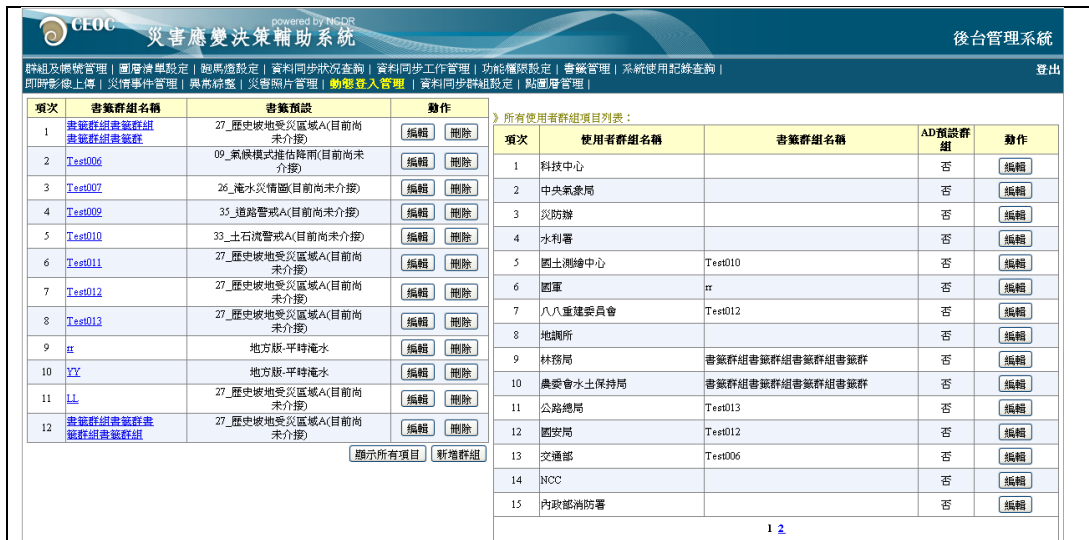 CEOC
powered by NCDR
災害應變決策輔助系統
後台管理系統
群組及帳號管理 | 圖層清單設定 | 跑馬燈設定 | 資料同步狀況查詢 | 資料同步工作管理 | 功能權限設定 | 書籤管理 | 系統使用記錄查詢 |
登出
即時影像上傳 | 災情事件管理 | 異常綜整 | 災害照片管理 | 動態登入管理 | 資料同步群組設定 | 點圖層管理 |
項次 書籤群組名稱 書籤預設 動作
1 書籤群組書籤群組 27_歷史坡地受災區域A(目前尚 編輯 刪除
書籤群組書籤群 未介接)
2 Test006 09_氣候模式推估降雨(目前尚未 編輯 刪除
介接)
3 Test007 26_淹水災情圖(目前尚未介接) 編輯 刪除
4 Test009 35_道路警戒A(目前尚未介接) 編輯 刪除
5 Test010 33_土石流警戒A(目前尚未介接) 編輯 刪除
6 Test011 27_歷史坡地受災區域A(目前尚 編輯 刪除
未介接)
7 Test012 27_歷史坡地受災區域A(目前尚 編輯 刪除
未介接)
8 Test013 27_歷史坡地受災區域A(目前尚 編輯 刪除
未介接)
9 rr 地方版-平時淹水 編輯 刪除
10 YY 地方版-平時淹水 編輯 刪除
11 LL 27_歷史坡地受災區域A(目前尚 編輯 刪除
未介接)
12 書籤群組書籤群書 27_歷史坡地受災區域A(目前尚 編輯 刪除
籤群組書籤群組 未介接)
顯示所有項目 新增群組
》所有使用者群組項目列表：
項次 使用者群組名稱 書籤群組名稱 AD預設群 動作
組
1 科技中心 否 編輯
2 中央氣象局 否 編輯
3 災防辦 否 編輯
4 水利署 否 編輯
5 國土測繪中心 Test010 否 編輯
6 國軍 rr 否 編輯
7 八八重建委員會 Test012 否 編輯
8 地調所 否 編輯
9 林務局 書籤群組書籤群組書籤群組書籤群 否 編輯
10 農委會水土保持局 書籤群組書籤群組書籤群組書籤群 否 編輯
11 公路總局 Test013 否 編輯
12 國安局 Test012 否 編輯
13 交通部 Test006 否 編輯
14 NCC 否 編輯
15 內政部消防署 否 編輯
1 2